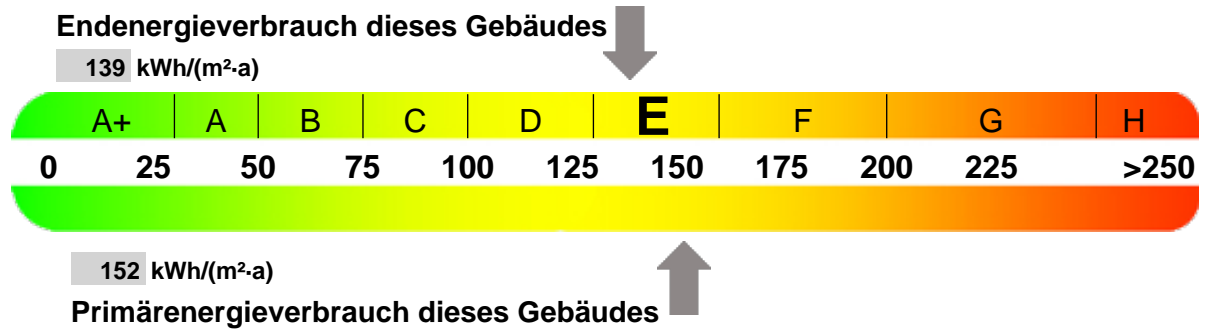 Endenergieverbrauch dieses Gebäudes
139 kWh/(m²·a)
A+ A B C D E F G H
0 25 50 75 100 125 150 175 200 225 >250
152 kWh/(m²·a)
Primärenergieverbrauch dieses Gebäudes